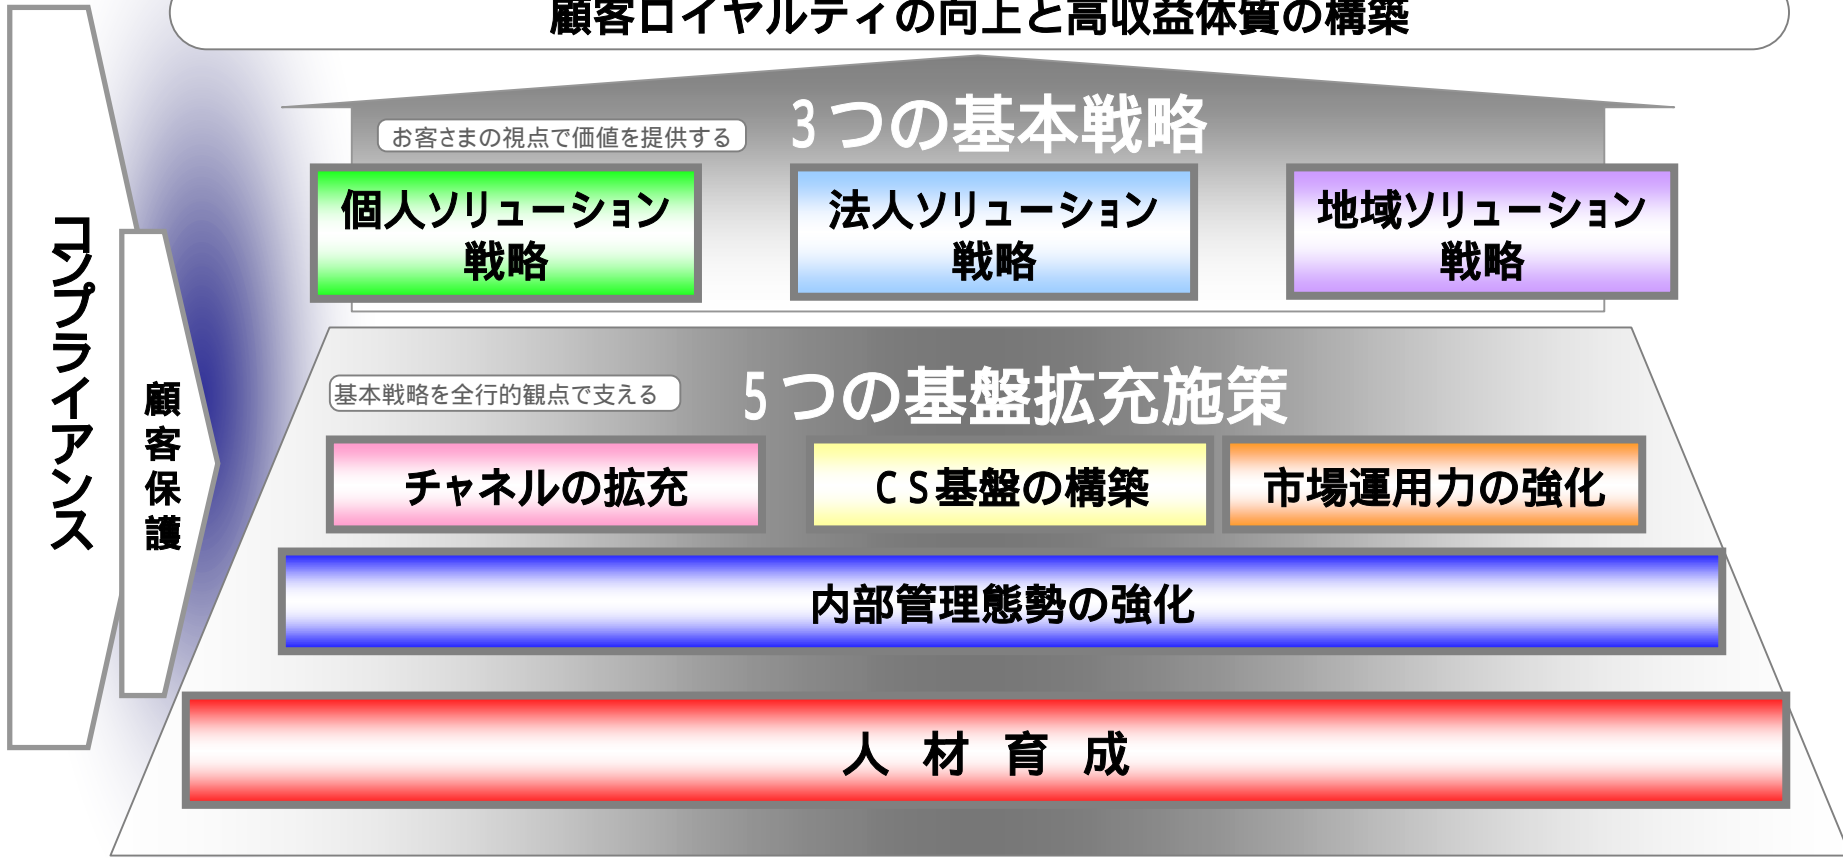 顧客ロイヤルティの向上と高収益体質の構築
3つの基本戦略
お客さまの視点で価値を提供する
個人ソリューション
戦略
法人ソリューション
戦略
地域ソリューション
戦略
コンプライアンス
顧客保護
5つの基盤拡充施策
基本戦略を全行的観点で支える
チャネルの拡充
CS基盤の構築
市場運用力の強化
内部管理態勢の強化
人材育成